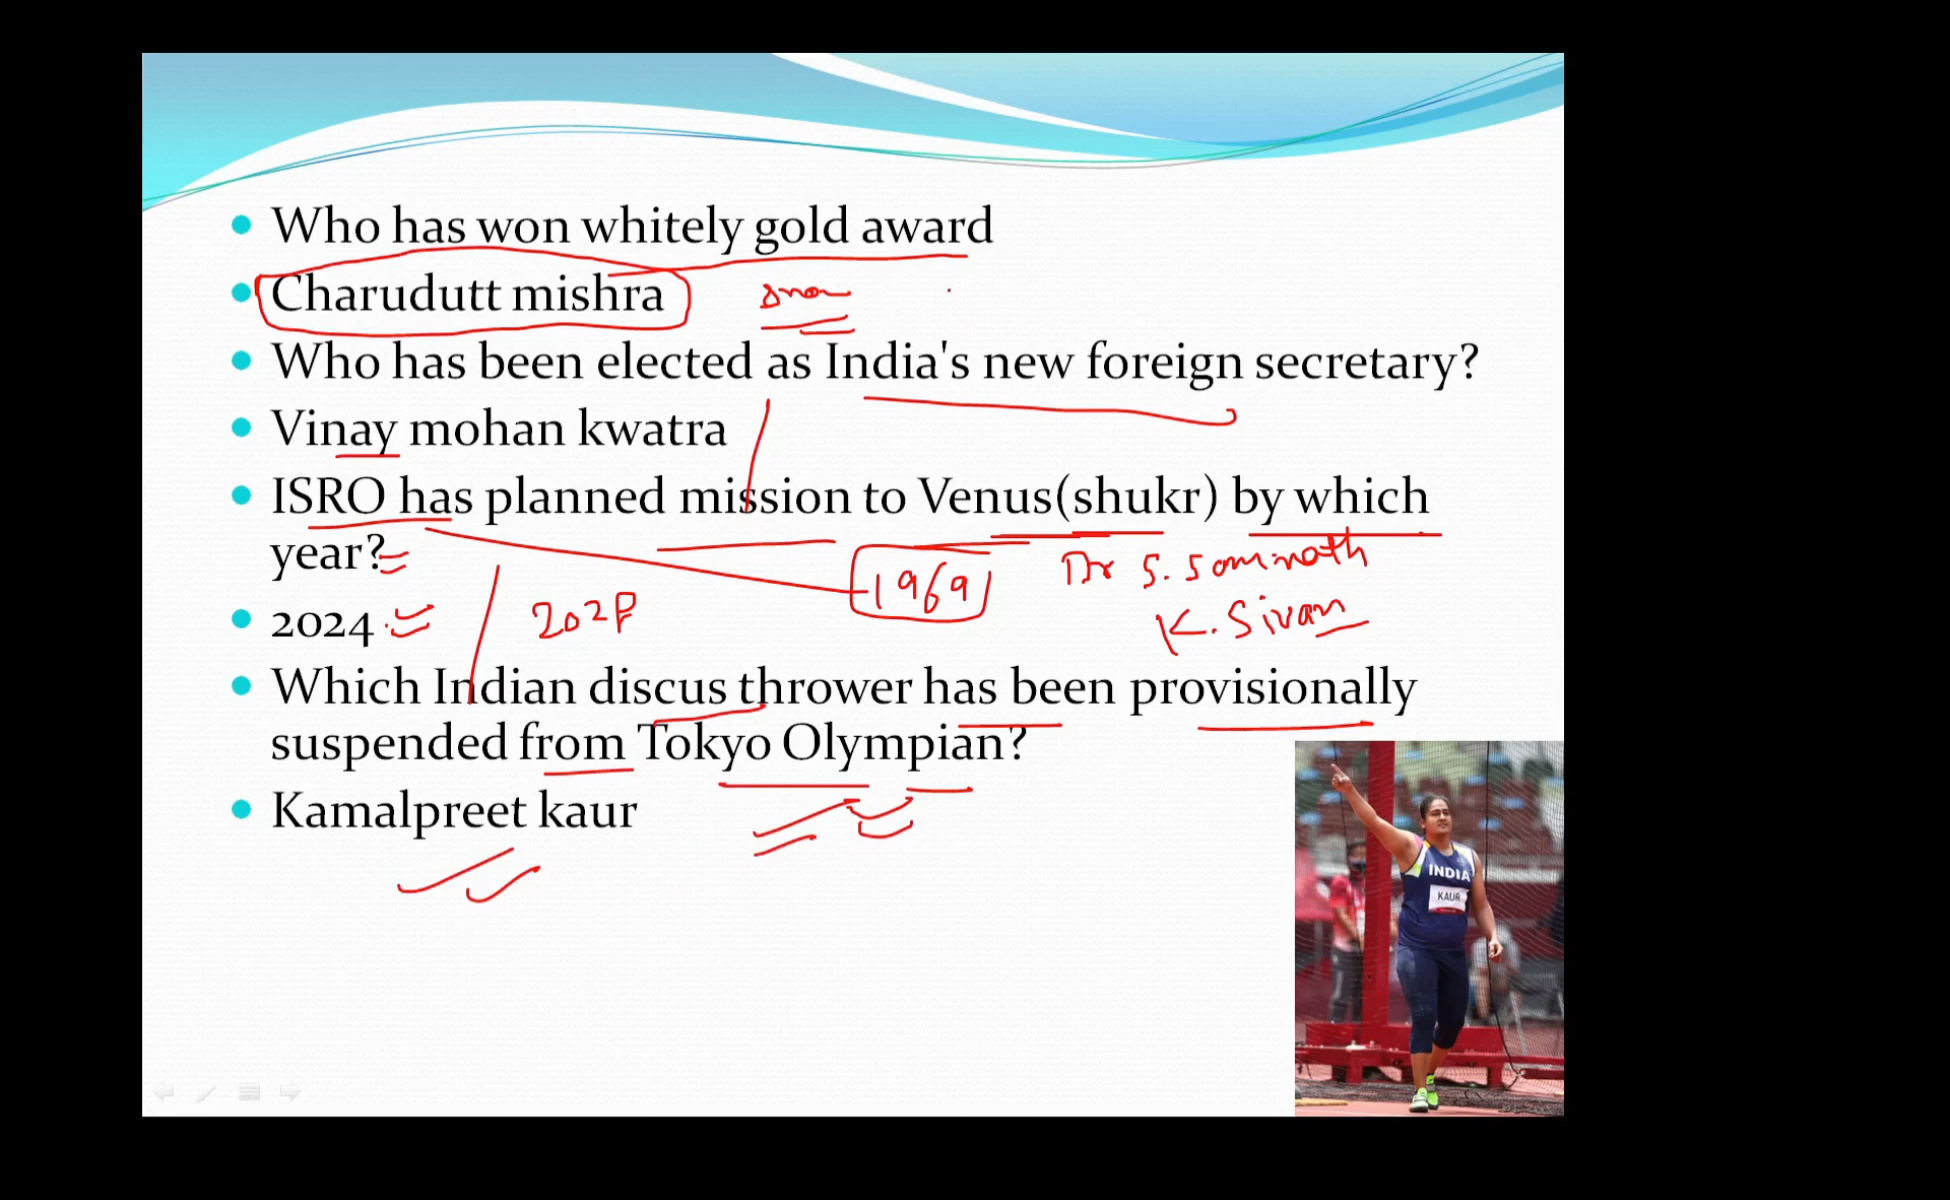 Who has won whitely gold award
Charudutt mishra
Who has been elected as India's new foreign secretary?
Vinay mohan kwatra
ISRO has planned mission to Venus(shukr) by which
year?
1969
Dr S. Somnath
K. Sivan
2024
Which Indian discus thrower has been provisionally
suspended from Tokyo Olympian?
Kamalpreet kaur
INDIA
KAUR